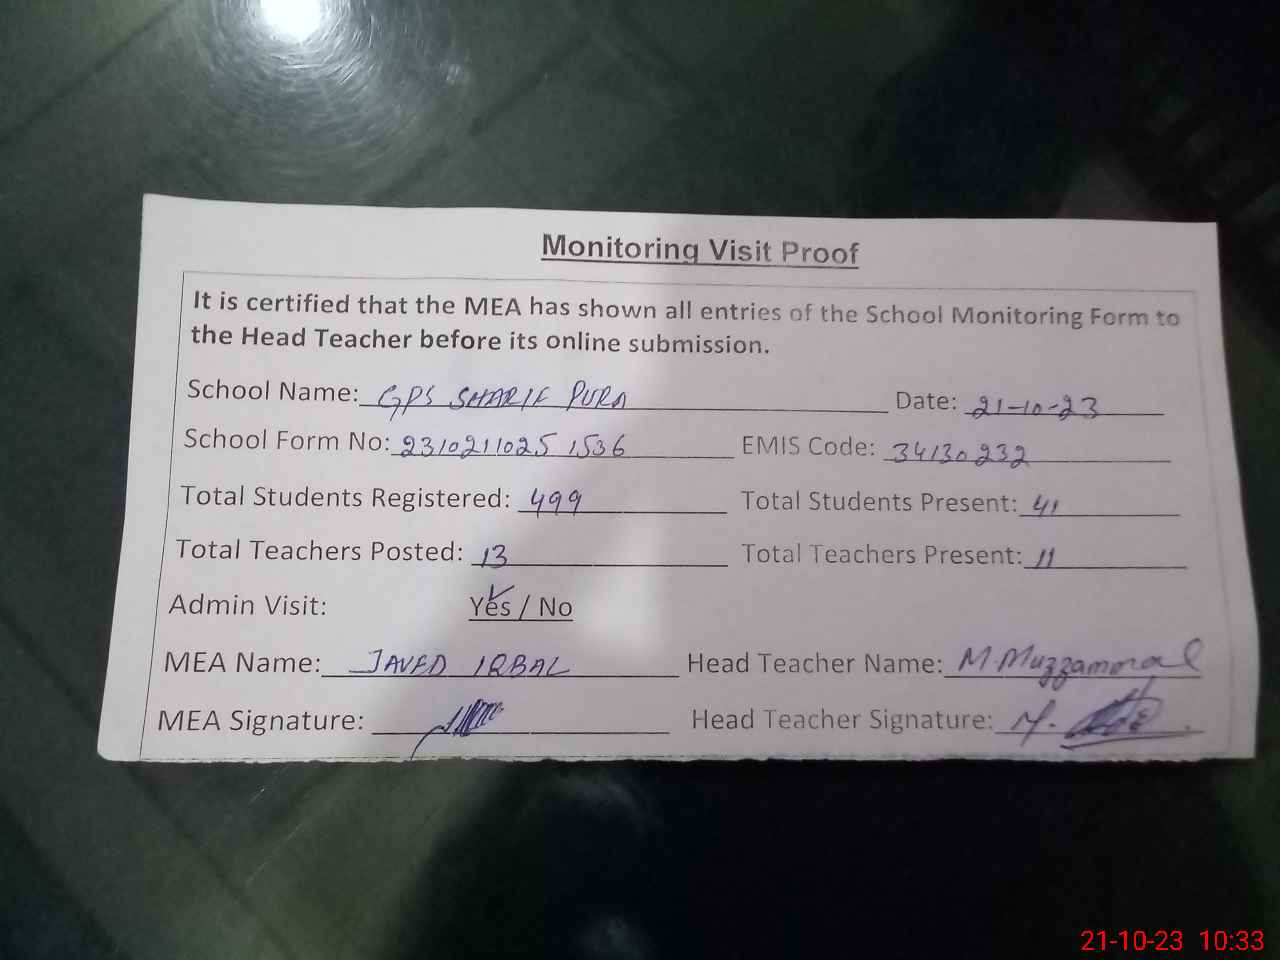 Monitoring Visit Proof
It is certified that the MEA has shown all entries of the School Monitoring Form to
the Head Teacher before its online submission.
School Name: GPS SHARIF PURA Date: 21-10-23
School Form No: 2310211025 1536 EMIS Code: 34130232
Total Students Registered: 499 Total Students Present: 41
Total Teachers Posted: 13 Total Teachers Present: 11
Admin Visit: Yes / No
MEA Name: JAVED IQBAL Head Teacher Name: M Muzzammal
MEA Signature: Head Teacher Signature: M.
21-10-23 10:33